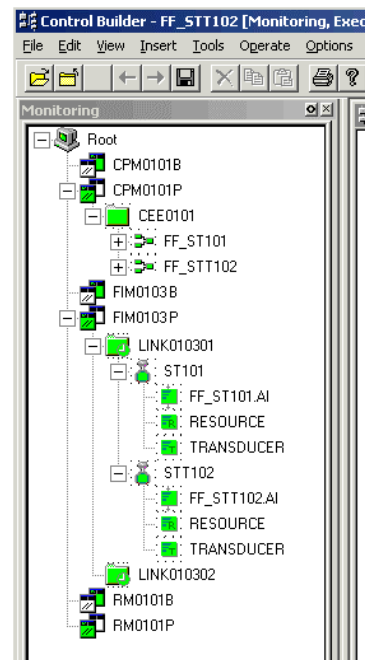 Control Builder - FF_STT102 [Monitoring, Exec
File Edit View Insert Tools Operate Options
Monitoring
Root
CPM0101B
CPM0101P
CEE0101
FF_ST101
FF_STT102
FIM0103B
FIM0103P
LINK010301
ST101
FF_ST101.AI
RESOURCE
TRANSDUCER
STT102
FF_STT102.AI
RESOURCE
TRANSDUCER
LINK010302
RM0101B
RM0101P